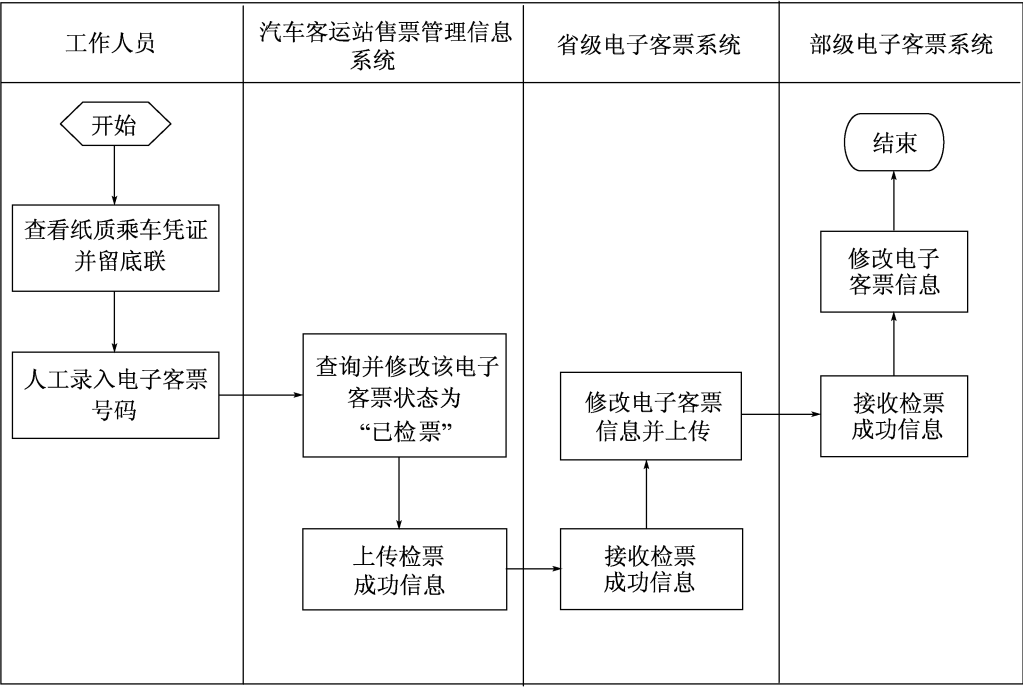 工作人员
汽车客运站售票管理信息
系统
省级电子客票系统
部级电子客票系统
开始
查看纸质乘车凭证
并留底联
人工录入电子客票
号码
查询并修改该电子
客票状态为
“已检票”
上传检票
成功信息
接收检票
成功信息
修改电子客票
信息并上传
接收检票
成功信息
修改电子
客票信息
结束